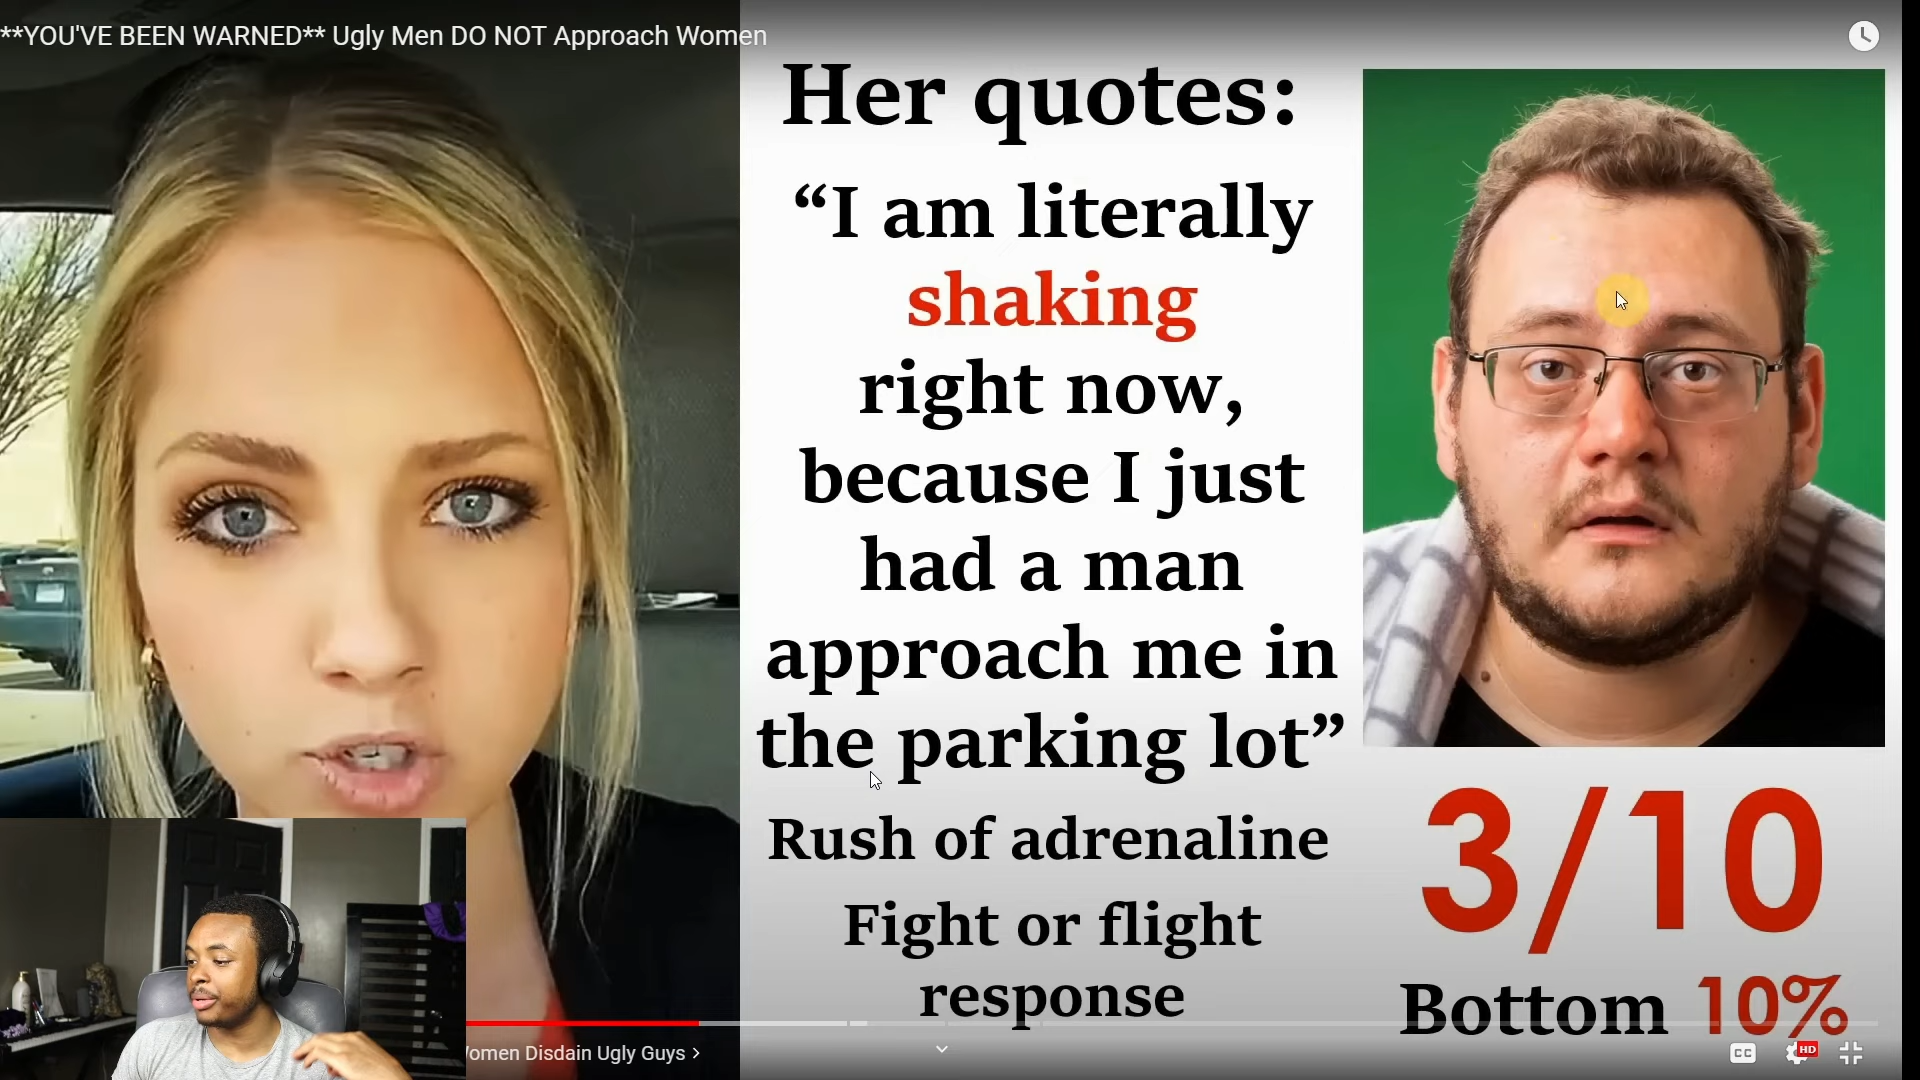 **YOU'VE BEEN WARNED** Ugly Men DO NOT Approach Women
Her quotes:
“I am literally
shaking
right now,
because I just
had a man
approach me in
the parking lot”
Rush of adrenaline
Fight or flight
response
3/10
Bottom 10%
Women Disdain Ugly Guys >
CC
HD